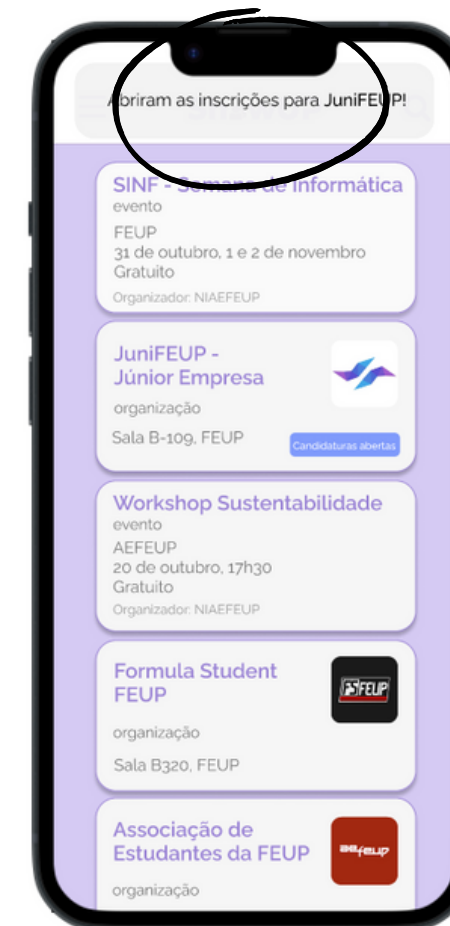 Abriram as inscrições para JuniFEUP!
SINF - Semana de Informática
evento
FEUP
31 de outubro, 1 e 2 de novembro
Gratuito
Organizador: NIAEFEUP
JuniFEUP -
Júnior Empresa
organização
Sala B-109, FEUP
Candidaturas abertas
Workshop Sustentabilidade
evento
AEFEUP
20 de outubro, 17h30
Gratuito
Organizador: NIAEFEUP
Formula Student
FEUP
FSFEUP
organização
Sala B320, FEUP
Associação de
Estudantes da FEUP
aefeup
organização